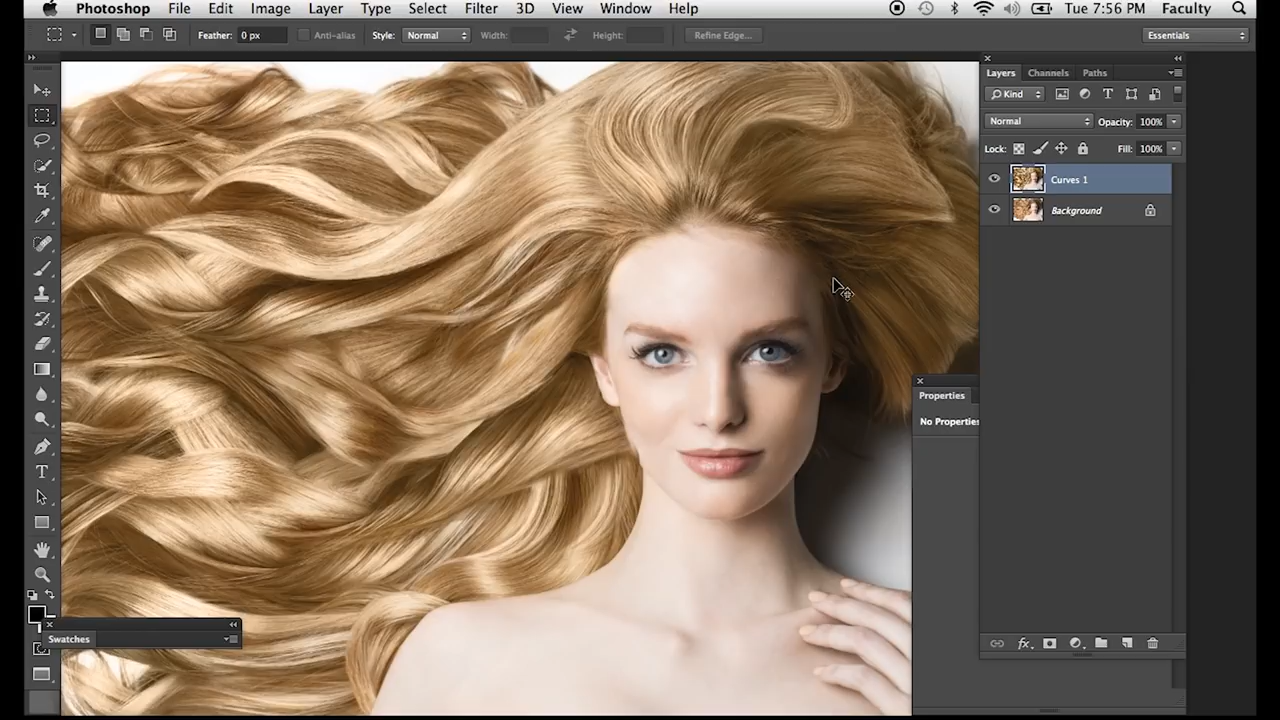 Photoshop File Edit Image Layer Type Select Filter 3D View Window Help Tue 7:56 PM Faculty
Feather: 0 px Anti-alias Style: Normal Width: Height: Refine Edge... Essentials
Layers Channels Paths
Kind
Normal Opacity: 100%
Lock: Fill: 100%
Curves 1
Background
Properties
No Properties
fx
Swatches